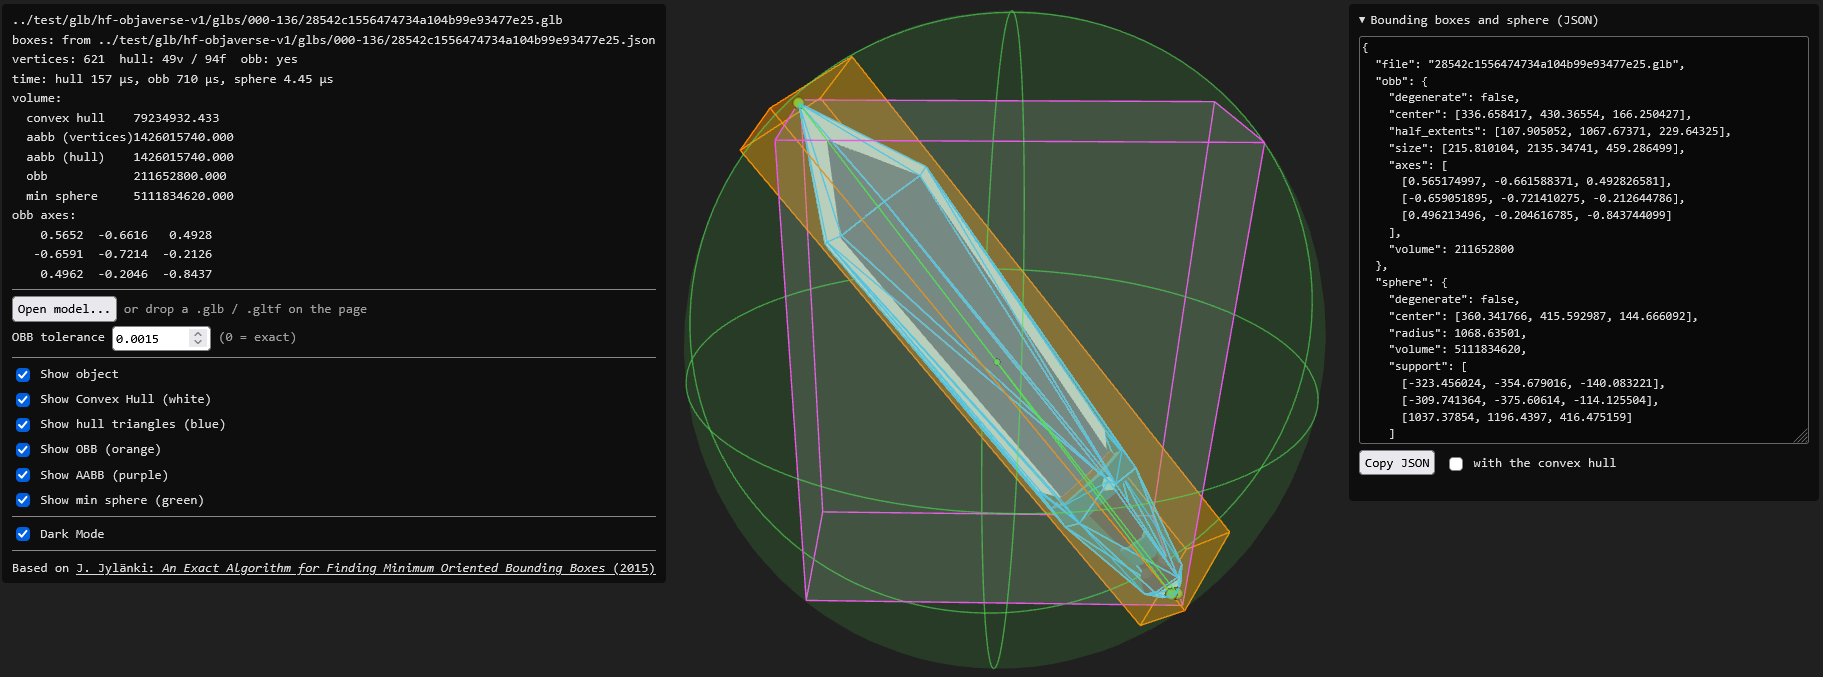 ../test/glb/hf-objaverse-v1/glbs/000-136/28542c1556474734a104b99e93477e25.glb
boxes: from ../test/glb/hf-objaverse-v1/glbs/000-136/28542c1556474734a104b99e93477e25.json
vertices: 621  hull: 49v / 94f  obb: yes
time: hull 157 µs, obb 710 µs, sphere 4.45 µs
volume:
  convex hull    79234932.433
  aabb (vertices)1426015740.000
  aabb (hull)    1426015740.000
  obb            211652800.000
  min sphere     5111834620.000
obb axes:
    0.5652  -0.6616   0.4928
   -0.6591  -0.7214  -0.2126
    0.4962  -0.2046  -0.8437
Open model... or drop a .glb / .gltf on the page
OBB tolerance 0.0015 (0 = exact)
Show object
Show Convex Hull (white)
Show hull triangles (blue)
Show OBB (orange)
Show AABB (purple)
Show min sphere (green)
Dark Mode
Based on J. Jylänki: An Exact Algorithm for Finding Minimum Oriented Bounding Boxes (2015)
▼ Bounding boxes and sphere (JSON)
{
  "file": "28542c1556474734a104b99e93477e25.glb",
  "obb": {
    "degenerate": false,
    "center": [336.658417, 430.36554, 166.250427],
    "half_extents": [107.905052, 1067.67371, 229.64325],
    "size": [215.810104, 2135.34741, 459.286499],
    "axes": [
      [0.565174997, -0.661588371, 0.492826581],
      [-0.659051895, -0.721410275, -0.212644786],
      [0.496213496, -0.204616785, -0.843744099]
    ],
    "volume": 211652800
  },
  "sphere": {
    "degenerate": false,
    "center": [360.341766, 415.592987, 144.666092],
    "radius": 1068.63501,
    "volume": 5111834620,
    "support": [
      [-323.456024, -354.679016, -140.083221],
      [-309.741364, -375.60614, -114.125504],
      [1037.37854, 1196.4397, 416.475159]
    ]
Copy JSON with the convex hull